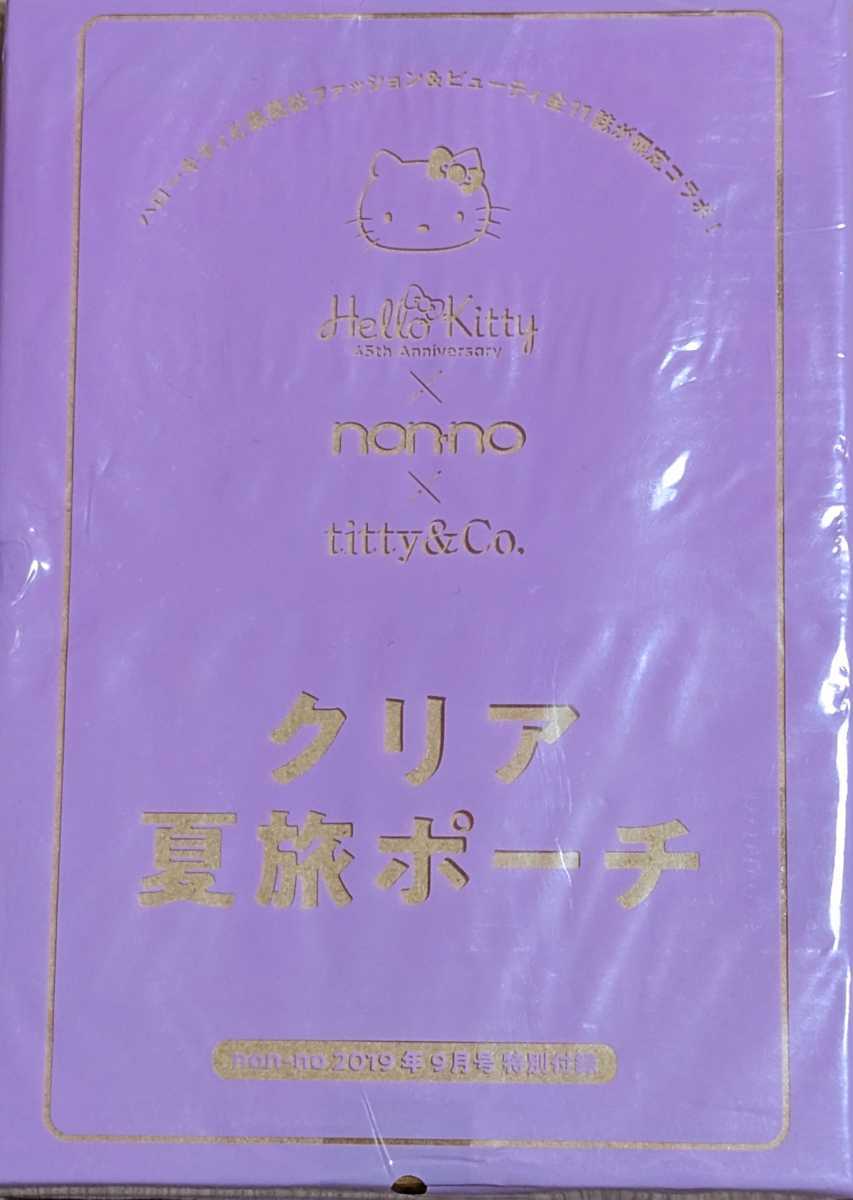 ハローキティと集英社ファッション&ビューティ全11誌が限定コラボ!
Hello Kitty
45th Anniversary
×
non-no
×
titty&Co.
クリア
夏旅ポーチ
non-no 2019年9月号 特別付録